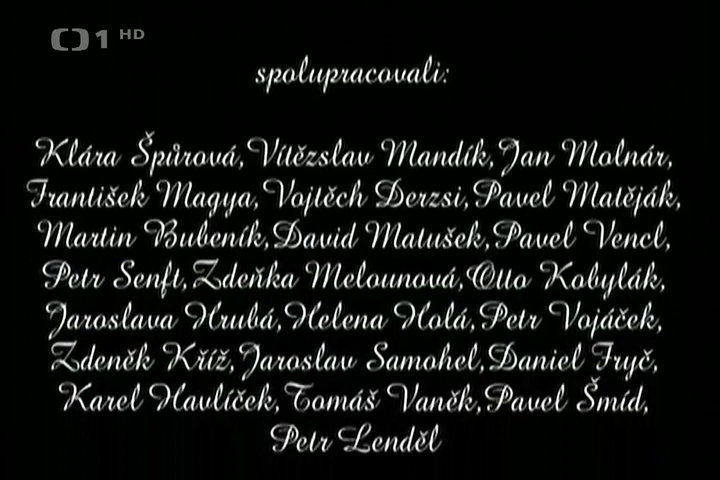 1 HD
spolupracovali:
Klára Špůrová, Vítězslav Mandík, Jan Molnár,
František Magya, Vojtěch Derzsi, Pavel Matěják,
Martin Bubeník, David Matušek, Pavel Vencl,
Petr Senft, Zdeňka Melounová, Otto Kobylák,
Jaroslava Hrubá, Helena Holá, Petr Vojáček,
Zdeněk Kříž, Jaroslav Samohel, Daniel Fryč,
Karel Havlíček, Tomáš Vaněk, Pavel Šmíd,
Petr Lenděl